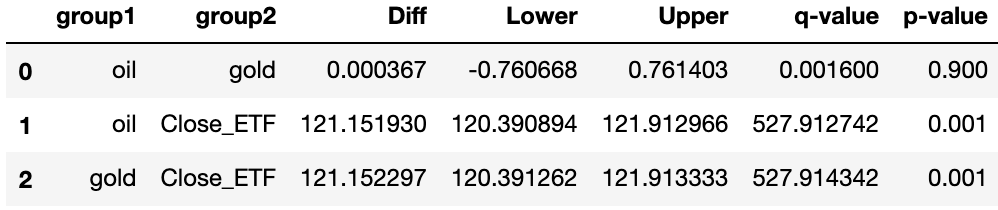 group1 group2 Diff Lower Upper q-value p-value
0 oil gold 0.000367 -0.760668 0.761403 0.001600 0.900
1 oil Close_ETF 121.151930 120.390894 121.912966 527.912742 0.001
2 gold Close_ETF 121.152297 120.391262 121.913333 527.914342 0.001